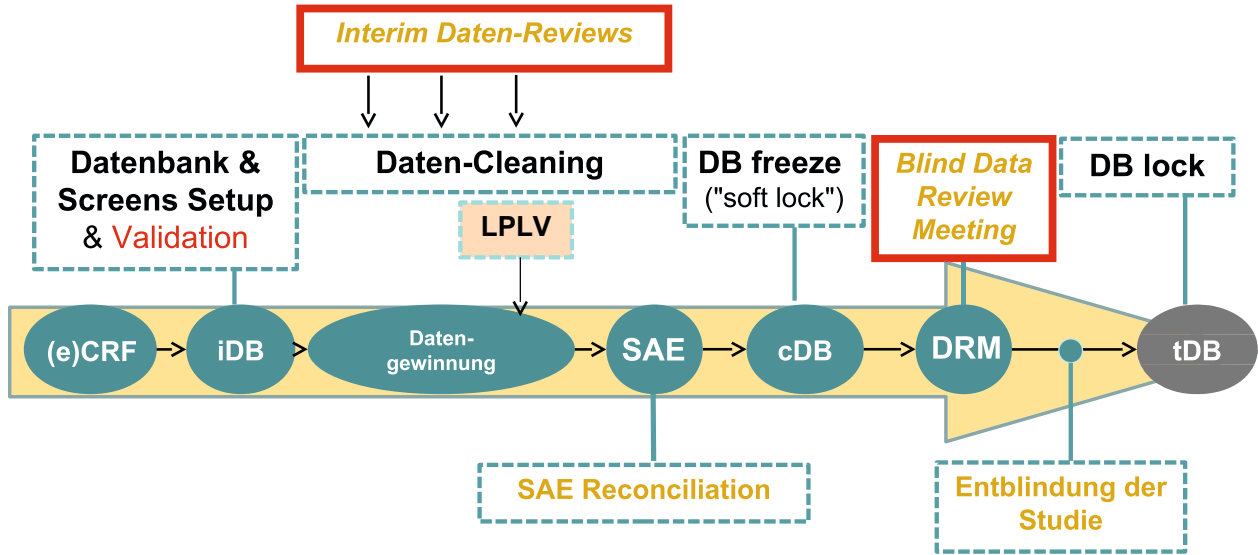 Interim Daten-Reviews
Datenbank &
Screens Setup
& Validation
Daten-Cleaning
DB freeze
("soft lock")
Blind Data
Review
Meeting
DB lock
LPLV
(e)CRF
iDB
Daten-
gewinnung
SAE
cDB
DRM
tDB
SAE Reconciliation
Entblindung der
Studie